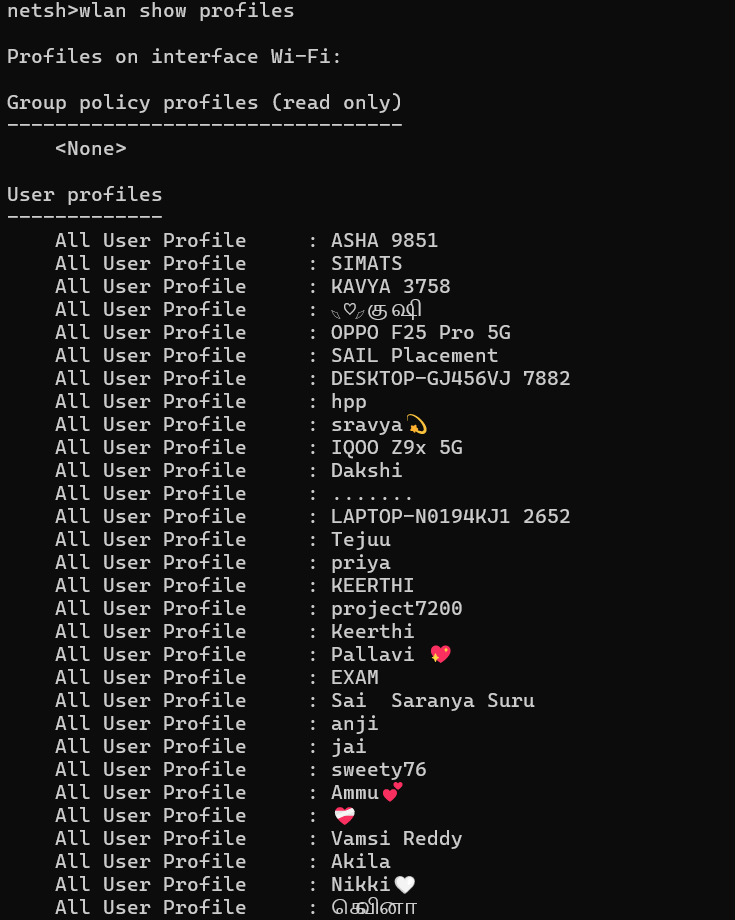 netsh>wlan show profiles
Profiles on interface Wi-Fi:
Group policy profiles (read only)
---------------------------------
    <None>
User profiles
-------------
    All User Profile     : ASHA 9851
    All User Profile     : SIMATS
    All User Profile     : KAVYA 3758
    All User Profile     : ⸜♡⸝குஷி
    All User Profile     : OPPO F25 Pro 5G
    All User Profile     : SAIL Placement
    All User Profile     : DESKTOP-GJ456VJ 7882
    All User Profile     : hpp
    All User Profile     : sravya💫
    All User Profile     : IQOO Z9x 5G
    All User Profile     : Dakshi
    All User Profile     : .......
    All User Profile     : LAPTOP-N0194KJ1 2652
    All User Profile     : Tejuu
    All User Profile     : priya
    All User Profile     : KEERTHI
    All User Profile     : project7200
    All User Profile     : Keerthi
    All User Profile     : Pallavi 💖
    All User Profile     : EXAM
    All User Profile     : Sai  Saranya Suru
    All User Profile     : anji
    All User Profile     : jai
    All User Profile     : sweety76
    All User Profile     : Ammu💕
    All User Profile     : ❤️‍🩹
    All User Profile     : Vamsi Reddy
    All User Profile     : Akila
    All User Profile     : Nikki🤍
    All User Profile     :